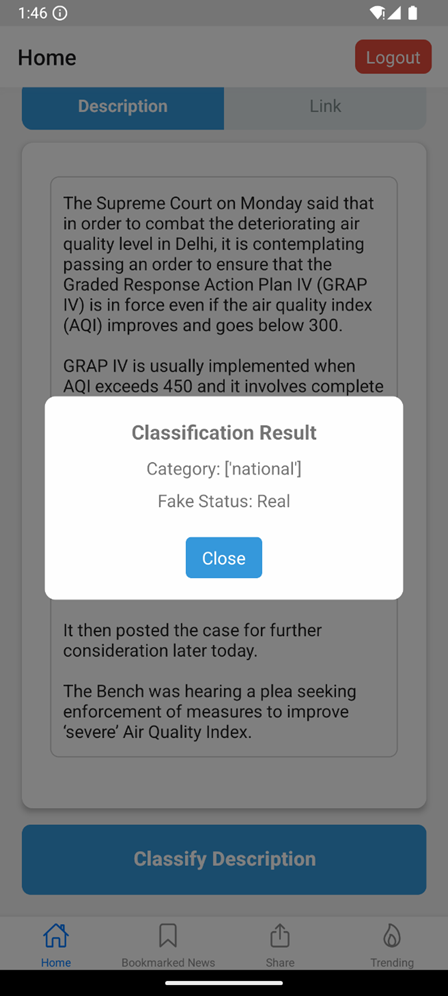 1:46
Home
Logout
Description
Link
The Supreme Court on Monday said that
in order to combat the deteriorating air
quality level in Delhi, it is contemplating
passing an order to ensure that the
Graded Response Action Plan IV (GRAP
IV) is in force even if the air quality index
(AQI) improves and goes below 300.
GRAP IV is usually implemented when
AQI exceeds 450 and it involves complete
Classification Result
Category: ['national']
Fake Status: Real
Close
It then posted the case for further
consideration later today.
The Bench was hearing a plea seeking
enforcement of measures to improve
‘severe’ Air Quality Index.
Classify Description
Home
Bookmarked News
Share
Trending